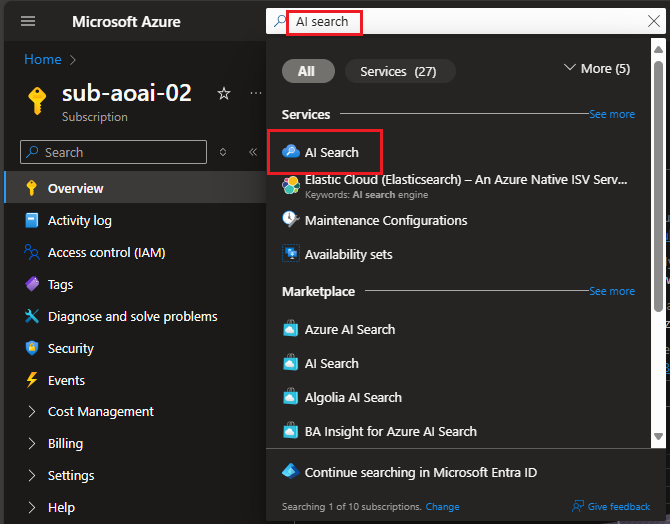 Microsoft Azure
AI search
Home >
sub-aoai-02
Subscription
Search
Overview
Activity log
Access control (IAM)
Tags
Diagnose and solve problems
Security
Events
Cost Management
Billing
Settings
Help
All
Services (27)
More (5)
Services
See more
AI Search
Elastic Cloud (Elasticsearch) – An Azure Native ISV Serv...
Keywords: AI search engine
Maintenance Configurations
Availability sets
Marketplace
See more
Azure AI Search
AI Search
Algolia AI Search
BA Insight for Azure AI Search
Continue searching in Microsoft Entra ID
Searching 1 of 10 subscriptions. Change
Give feedback